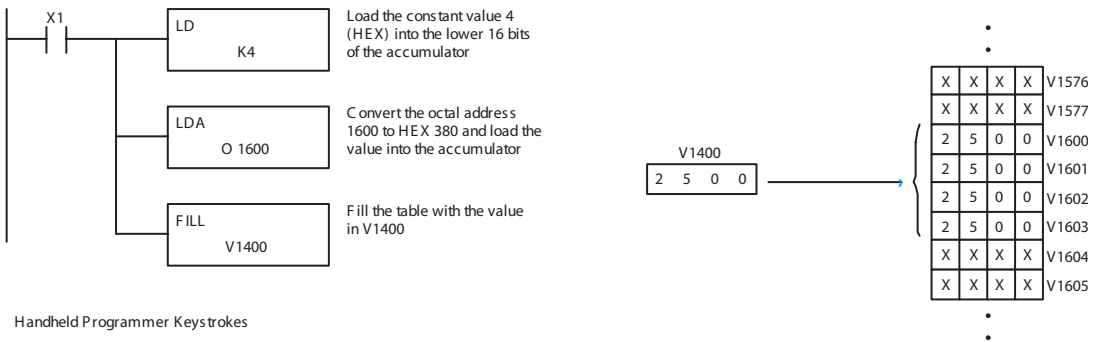 X1
LD
K4
Load the constant value 4
(HEX) into the lower 16 bits
of the accumulator
LDA
O 1600
Convert the octal address
1600 to HEX 380 and load the
value into the accumulator
FILL
V1400
Fill the table with the value
in V1400
Handheld Programmer Keystrokes
V1400
2 5 0 0
X X X X V1576
X X X X V1577
2 5 0 0 V1600
2 5 0 0 V1601
2 5 0 0 V1602
2 5 0 0 V1603
X X X X V1604
X X X X V1605